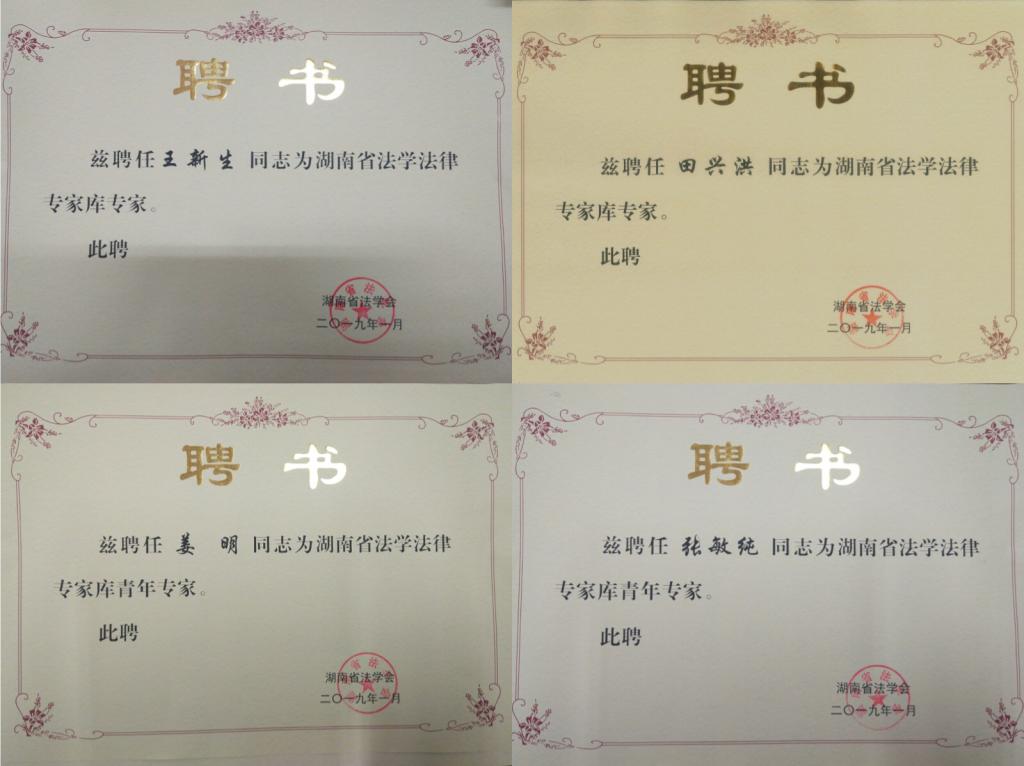 聘 书
兹聘任王新生 同志为湖南省法学法律
专家库专家。
此聘
湖南省法学会
二〇一九年一月
聘 书
兹聘任 田兴洪 同志为湖南省法学法律
专家库专家。
此聘
湖南省法学会
二〇一九年一月
聘 书
兹聘任 姜 明 同志为湖南省法学法律
专家库青年专家。
此聘
湖南省法学会
二〇一九年一月
聘 书
兹聘任 张敏纯 同志为湖南省法学法律
专家库青年专家。
此聘
湖南省法学会
二〇一九年一月